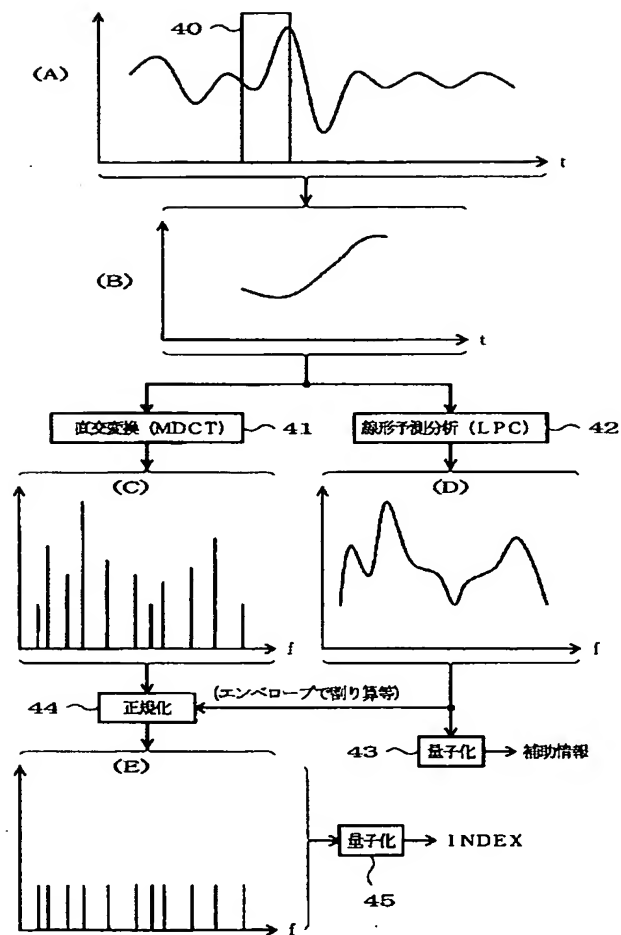 40
(A)
t
(B)
t
直交変換(MDCT)
41
線形予測分析(LPC)
42
(C)
f
(D)
f
(エンベロープで割り算等)
44
正規化
43
量子化
補助情報
(E)
f
量子化
INDEX
45